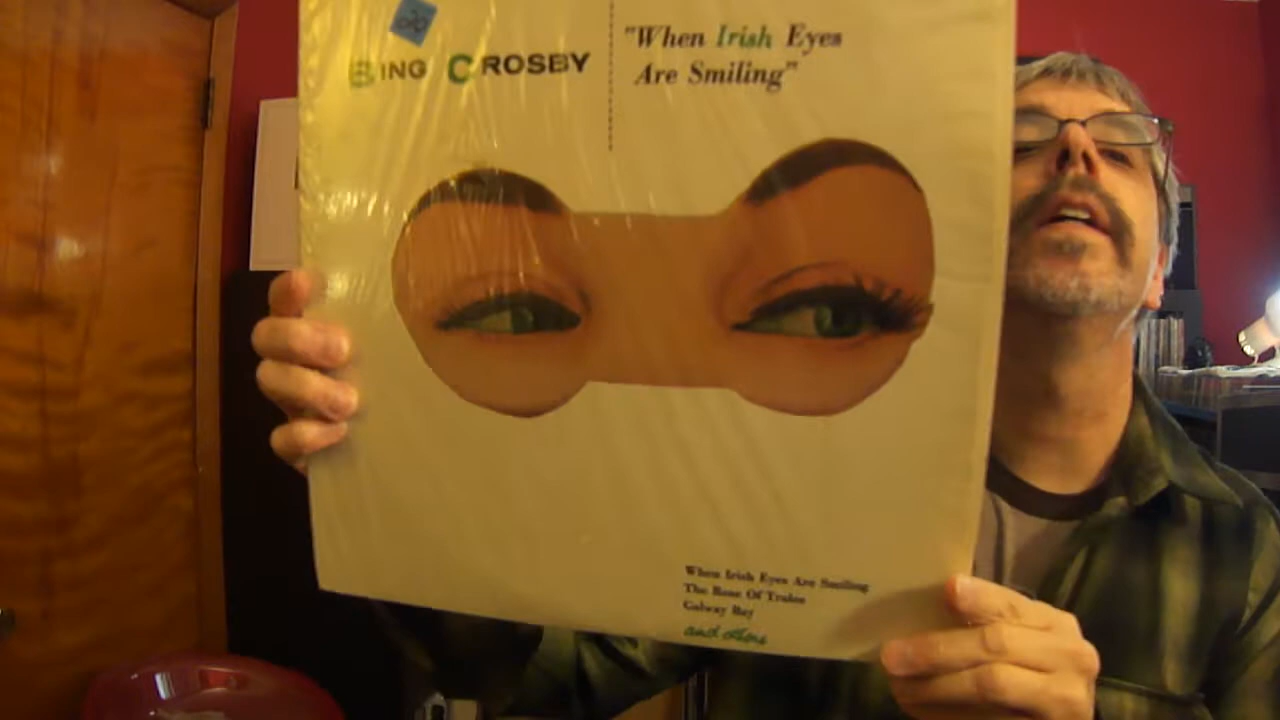 BING CROSBY
"When Irish Eyes
Are Smiling"
When Irish Eyes Are Smiling
The Rose Of Tralee
Galway Bay
and others